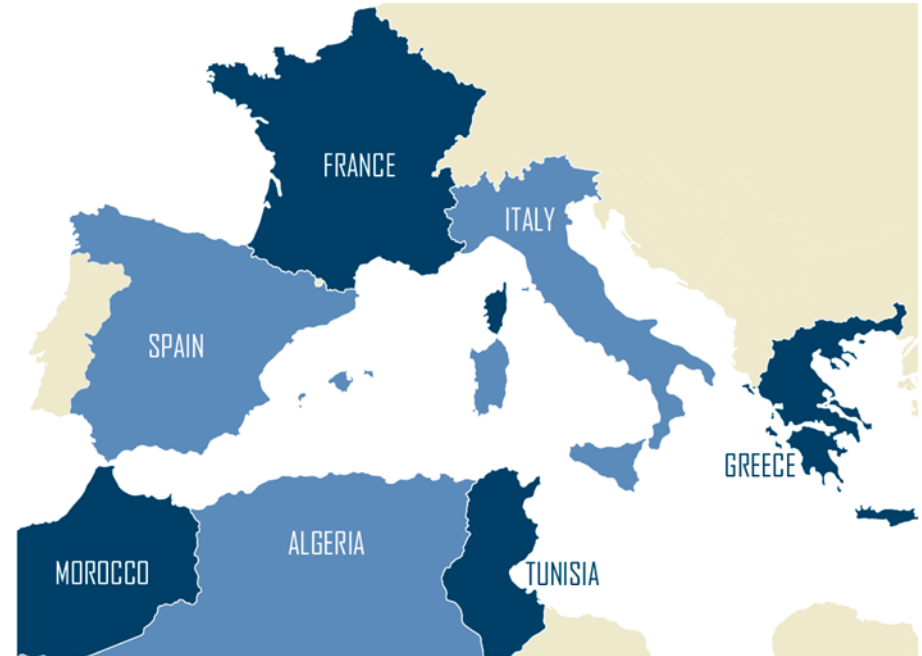 FRANCE
ITALY
SPAIN
GREECE
ALGERIA
MOROCCO
TUNISIA